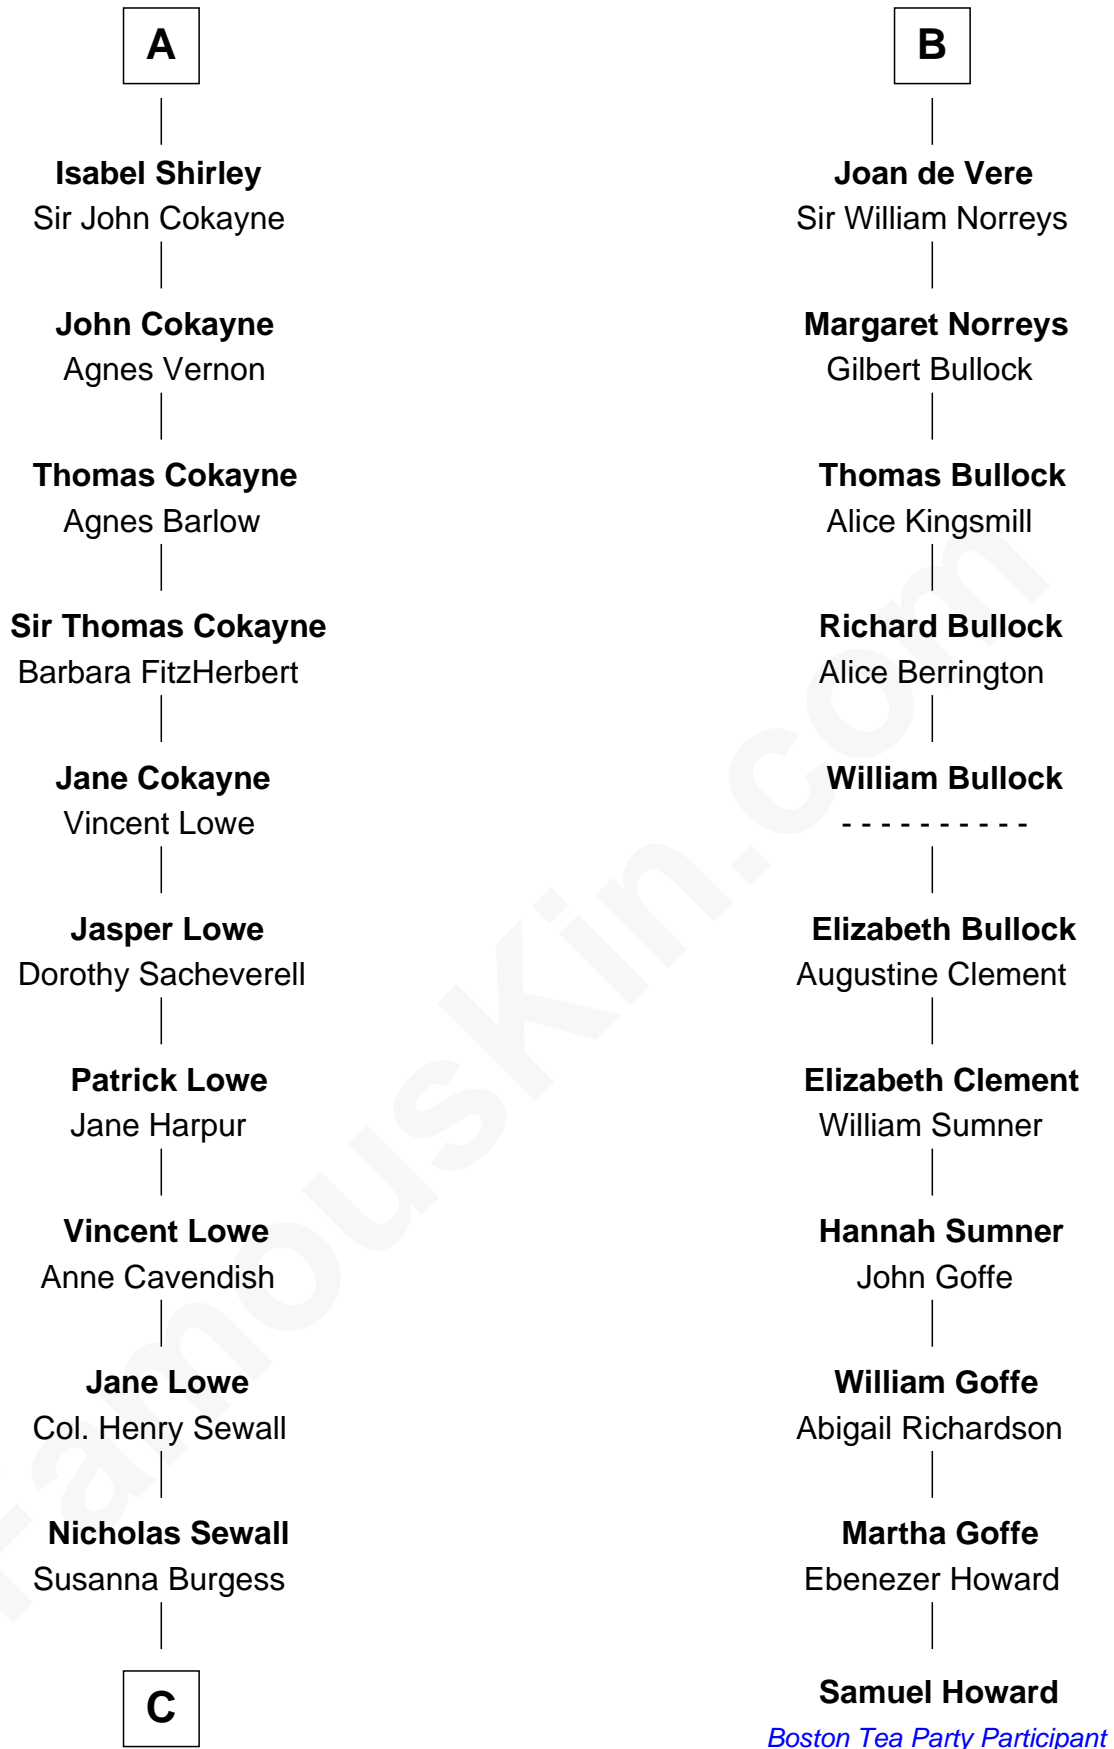 A
Isabel Shirley
Sir John Cokayne
John Cokayne
Agnes Vernon
Thomas Cokayne
Agnes Barlow
Sir Thomas Cokayne
Barbara FitzHerbert
Jane Cokayne
Vincent Lowe
Jasper Lowe
Dorothy Sacheverell
Patrick Lowe
Jane Harpur
Vincent Lowe
Anne Cavendish
Jane Lowe
Col. Henry Sewall
Nicholas Sewall
Susanna Burgess
C
B
Joan de Vere
Sir William Norreys
Margaret Norreys
Gilbert Bullock
Thomas Bullock
Alice Kingsmill
Richard Bullock
Alice Berrington
William Bullock
- - - - - - - - - -
Elizabeth Bullock
Augustine Clement
Elizabeth Clement
William Sumner
Hannah Sumner
John Goffe
William Goffe
Abigail Richardson
Martha Goffe
Ebenezer Howard
Samuel Howard
Boston Tea Party Participant
FamousKin.com